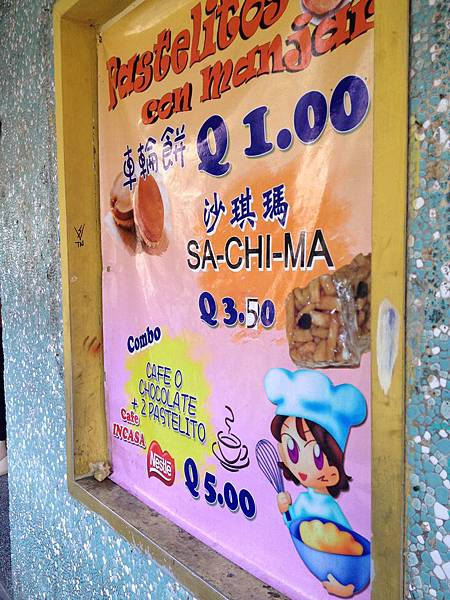 Pastelitos
con manjar
車輪餅 Q 1.00
沙琪瑪
SA-CHI-MA
Q 3.50
Combo
CAFE O
CHOCOLATE
+ 2 PASTELITO
Cafe
INCASA
Nestlé
Q 5.00